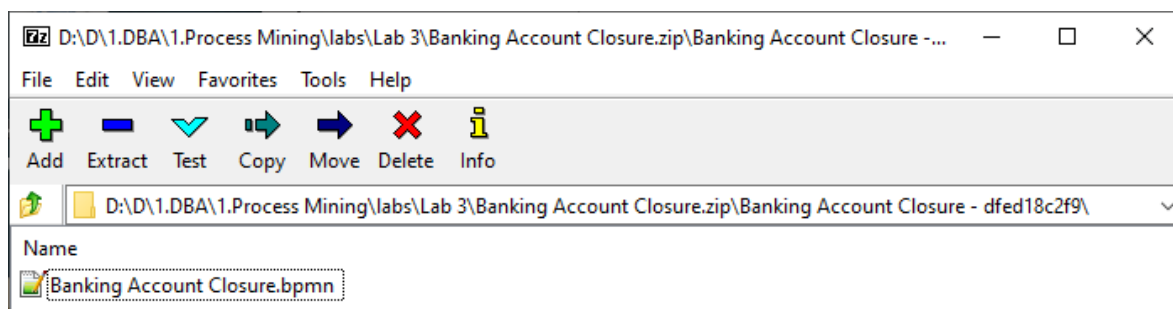 7z D:\D\1.DBA\1.Process Mining\labs\Lab 3\Banking Account Closure.zip\Banking Account Closure -...
File Edit View Favorites Tools Help
Add Extract Test Copy Move Delete Info
D:\D\1.DBA\1.Process Mining\labs\Lab 3\Banking Account Closure.zip\Banking Account Closure - dfed18c2f9\
Name
Banking Account Closure.bpmn